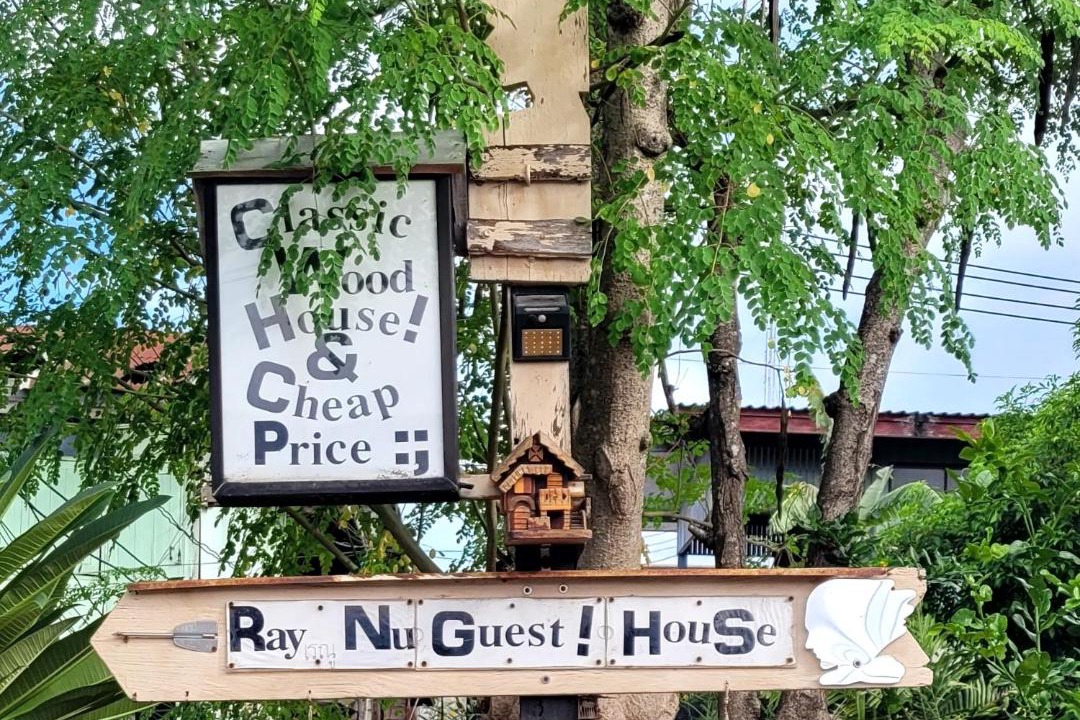 Classic
Wood
House!
&
Cheap
Price :;
Ray Nu Guest ! HouSe